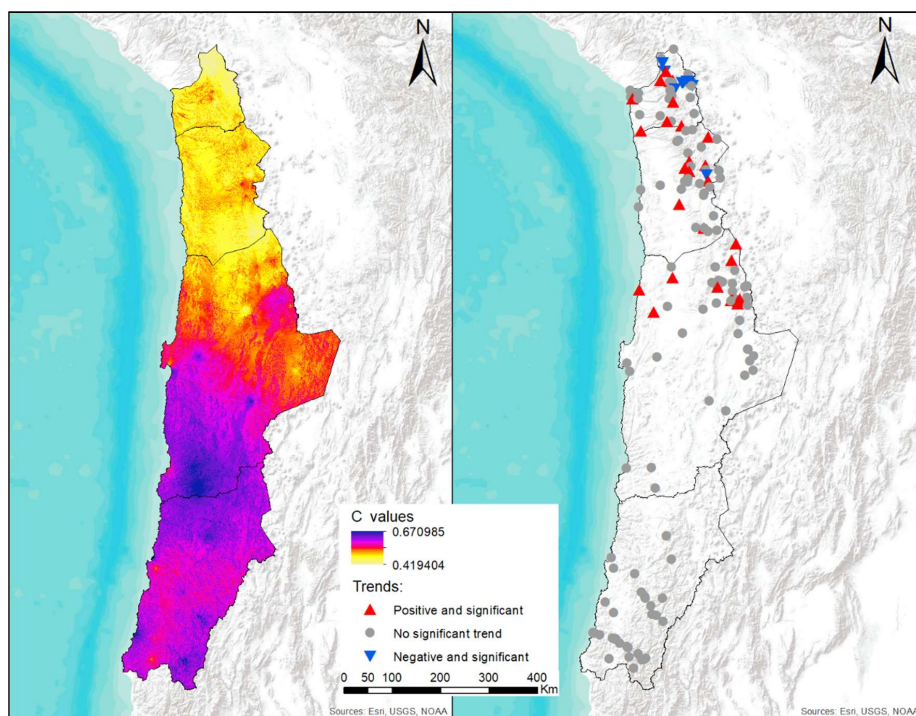 N
N
C values
0.670985
0.419404
Trends:
Positive and significant
No significant trend
Negative and significant
0 50 100 200 300 400
Km
Sources: Esri, USGS, NOAA
Sources: Esri, USGS, NOAA